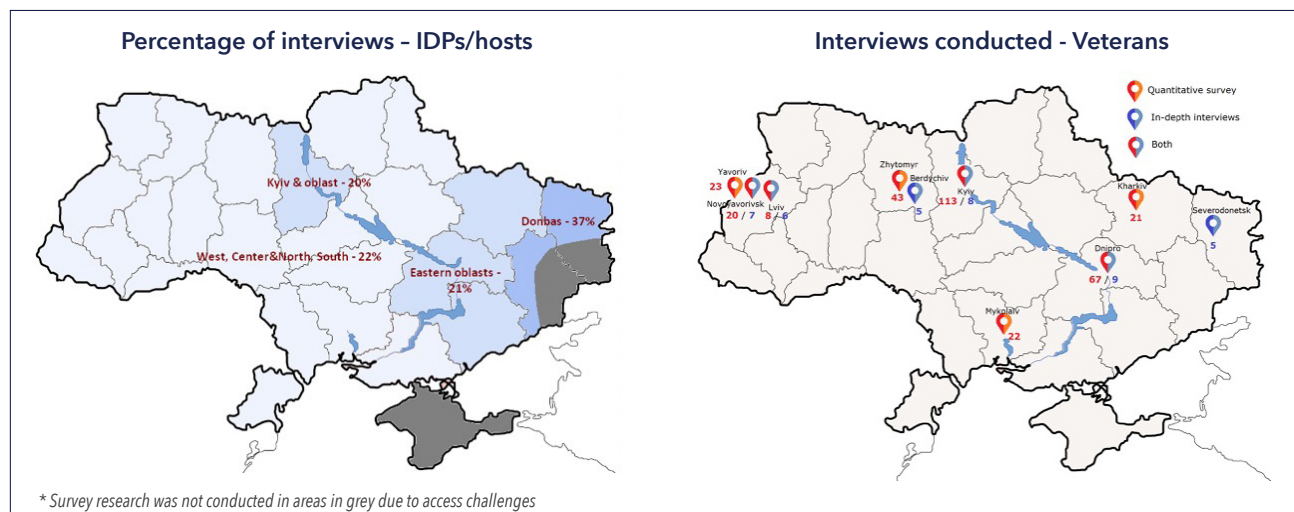 Percentage of interviews – IDPs/hosts
Kyiv & oblast - 20%
Donbas - 37%
West, Center&North, South - 22%
Eastern oblasts -
21%
* Survey research was not conducted in areas in grey due to access challenges
Interviews conducted - Veterans
Quantitative survey
In-depth interviews
Both
Yavoriv
23
Novoyavorivsk
20 / 7
Lviv
8 / 6
Zhytomyr
43
Berdychiv
5
Kyiv
113 / 8
Kharkiv
21
Severodonetsk
5
Dnipro
67 / 9
Mykolaiv
22